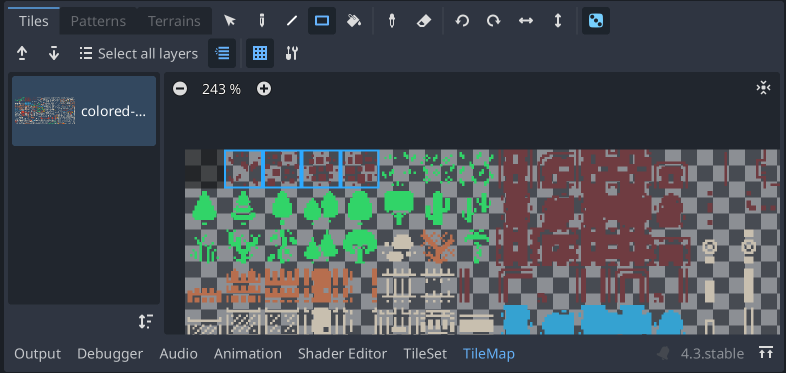 Tiles Patterns Terrains
Select all layers
243 %
colored-...
Output Debugger Audio Animation Shader Editor TileSet TileMap 4.3.stable